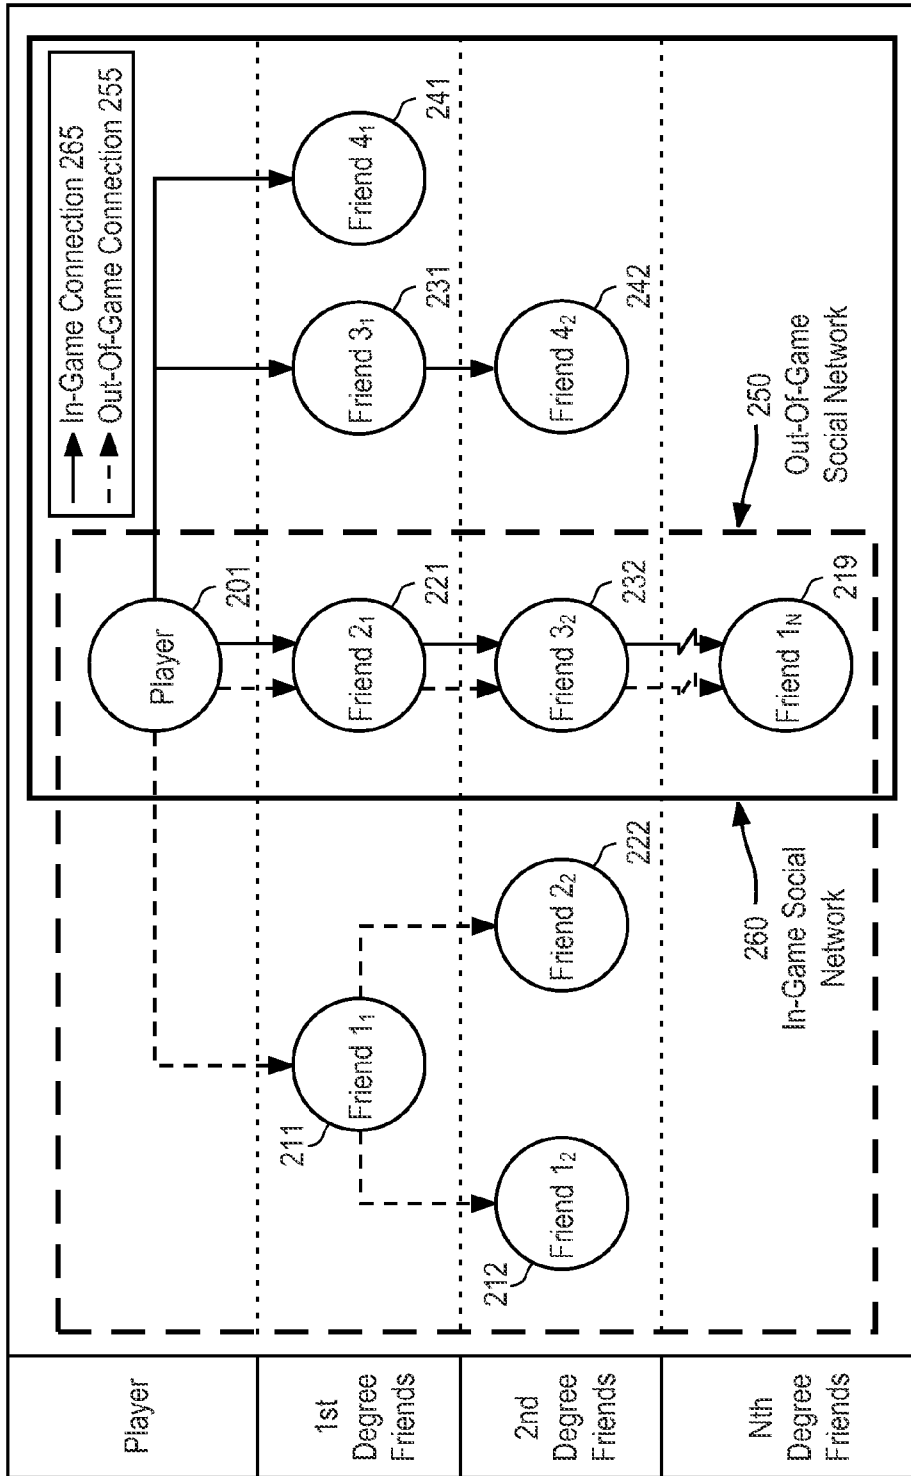 Player
1st
Degree
Friends
2nd
Degree
Friends
Nth
Degree
Friends
In-Game Connection 265
Out-Of-Game Connection 255
Player
201
Friend 1₁
211
Friend 2₁
221
Friend 3₁
231
Friend 4₁
241
Friend 1₂
212
Friend 2₂
222
Friend 3₂
232
Friend 4₂
242
260
In-Game Social
Network
Friend 1N
219
250
Out-Of-Game
Social Network